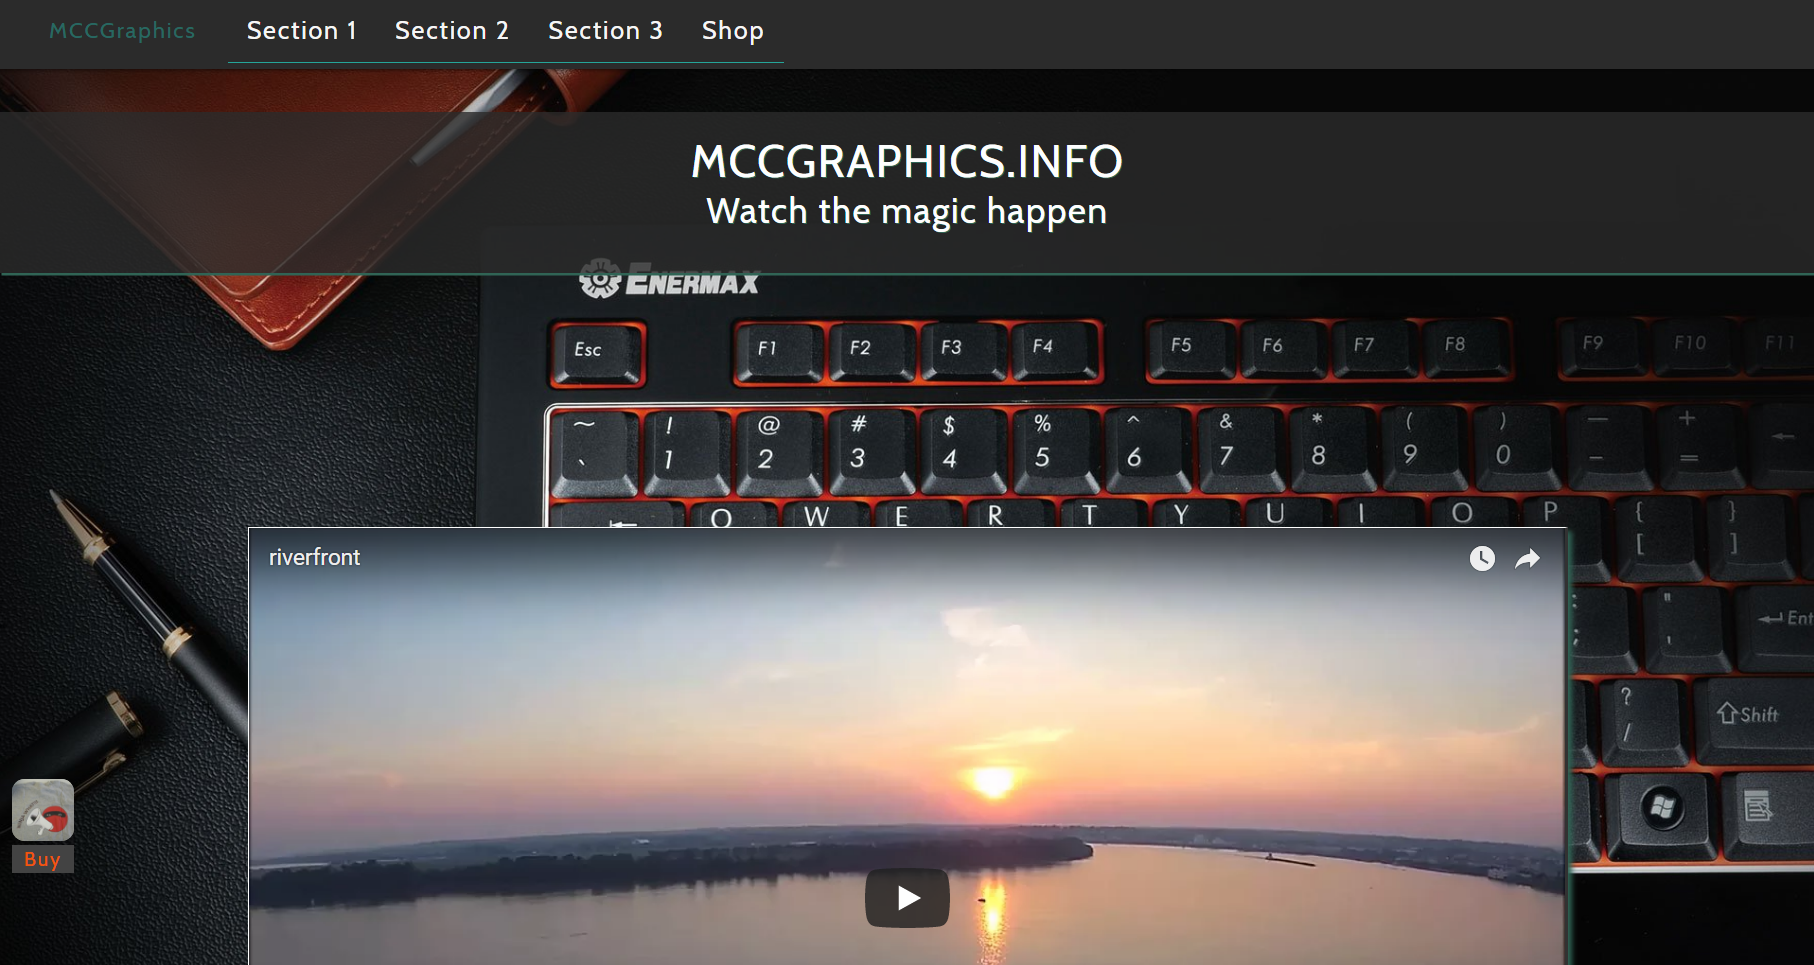 MCCGraphics Section 1 Section 2 Section 3 Shop
MCCGRAPHICS.INFO
Watch the magic happen
ENERMAX
Esc F1 F2 F3 F4 F5 F6 F7 F8 F9 F10 F11
~ ! @ # $ % ^ & * ( ) — +
` 1 2 3 4 5 6 7 8 9 0 - =
Q W E R T Y U I O P { }
[ ]
riverfront
; " Ent
; '
? Shift
/
Buy